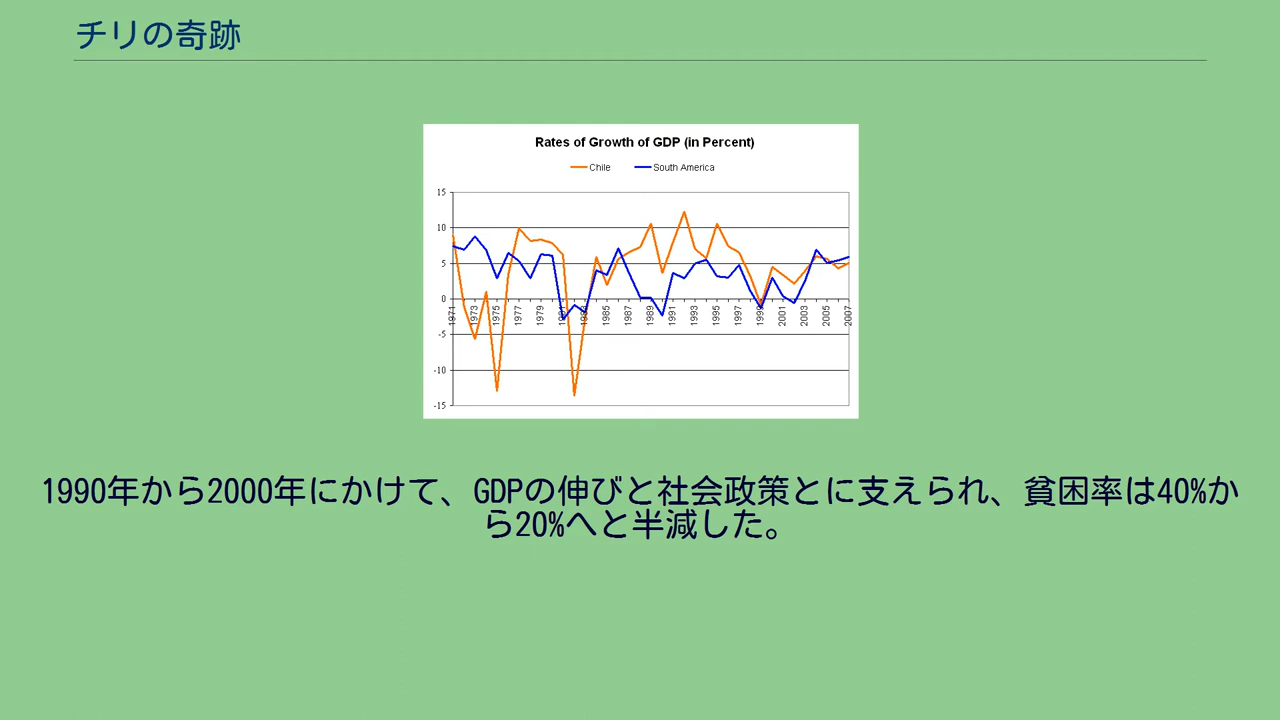 チリの奇跡
Rates of Growth of GDP (in Percent)
Chile South America
15
10
5
0
-5
-10
-15
1971 1973 1975 1977 1979 1981 1983 1985 1987 1989 1991 1993 1995 1997 1999 2001 2003 2005 2007
1990年から2000年にかけて、GDPの伸びと社会政策とに支えられ、貧困率は40%か
ら20%へと半減した。